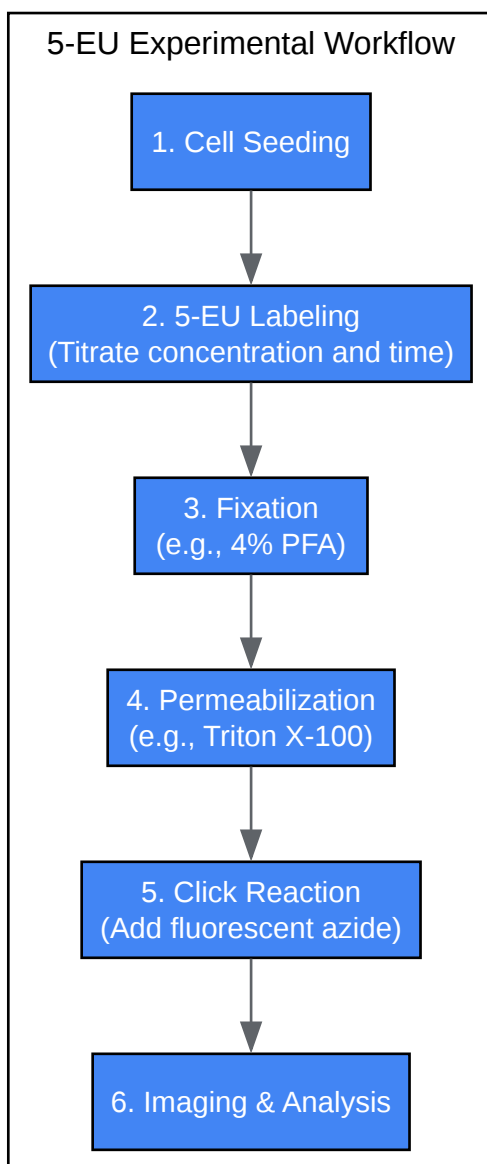 5-EU Experimental Workflow
1. Cell Seeding
2. 5-EU Labeling
(Titrate concentration and time)
3. Fixation
(e.g., 4% PFA)
4. Permeabilization
(e.g., Triton X-100)
5. Click Reaction
(Add fluorescent azide)
6. Imaging & Analysis